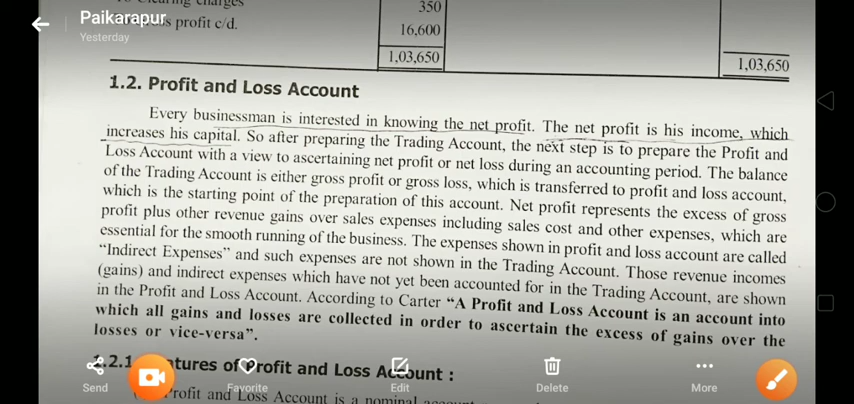 Paikarapur
Yesterday
profit c/d.
350
16,600
1,03,650
1,03,650
1.2. Profit and Loss Account
Every businessman is interested in knowing the net profit. The net profit is his income, which
increases his capital. So after preparing the Trading Account, the next step is to prepare the Profit and
Loss Account with a view to ascertaining net profit or net loss during an accounting period. The balance
of the Trading Account is either gross profit or gross loss, which is transferred to profit and loss account,
which is the starting point of the preparation of this account. Net profit represents the excess of gross
profit plus other revenue gains over sales expenses including sales cost and other expenses, which are
essential for the smooth running of the business. The expenses shown in profit and loss account are called
“Indirect Expenses” and such expenses are not shown in the Trading Account. Those revenue incomes
(gains) and indirect expenses which have not yet been accounted for in the Trading Account, are shown
in the Profit and Loss Account. According to Carter “A Profit and Loss Account is an account into
which all gains and losses are collected in order to ascertain the excess of gains over the
losses or vice-versa”.
of Profit and Loss Account :
Send
Favorite
Edit
Delete
More
Profit and Loss Account is a nominal